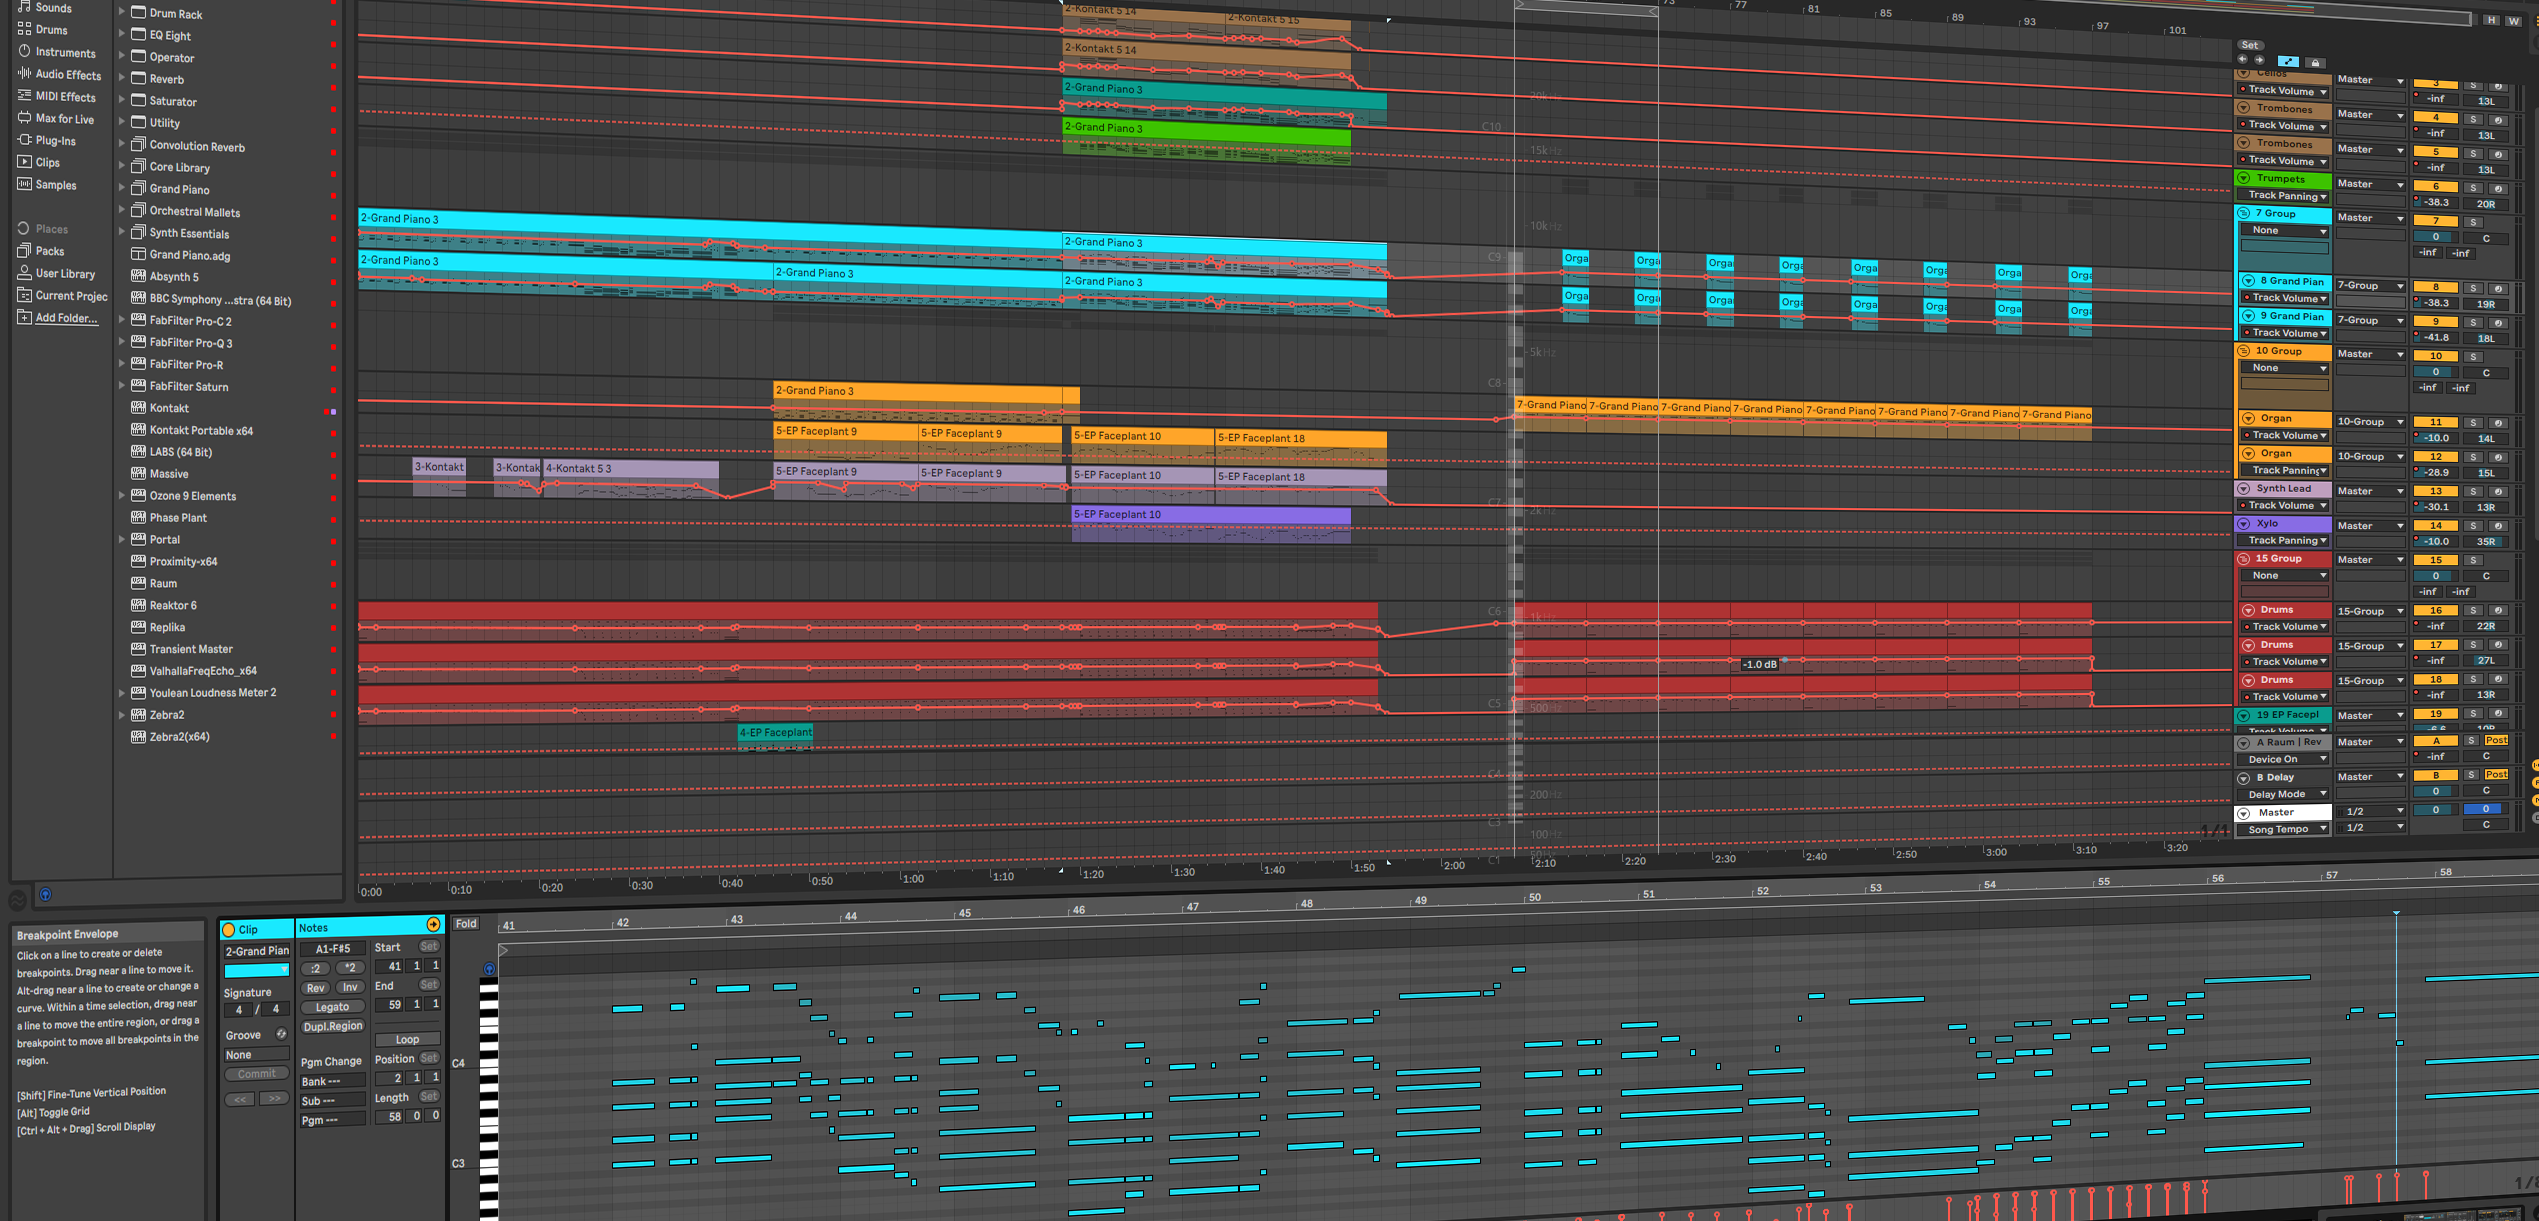 Sounds
Drums
Instruments
Audio Effects
MIDI Effects
Max for Live
Plug-Ins
Clips
Samples
Places
Packs
User Library
Current Projec
Add Folder...
Drum Rack
EQ Eight
Operator
Reverb
Saturator
Utility
Convolution Reverb
Core Library
Grand Piano
Orchestral Mallets
Synth Essentials
Grand Piano.adg
Absynth 5
BBC Symphony ...stra (64 Bit)
FabFilter Pro-C 2
FabFilter Pro-Q 3
FabFilter Pro-R
FabFilter Saturn
Kontakt
Kontakt Portable x64
LABS (64 Bit)
Massive
Ozone 9 Elements
Phase Plant
Portal
Proximity-x64
Raum
Reaktor 6
Replika
Transient Master
ValhallaFreqEcho_x64
Youlean Loudness Meter 2
Zebra2
Zebra2(x64)
73 77 81 85 89 93 97 101
H W
Set
2-Kontakt 5 14 2-Kontakt 5 15
2-Kontakt 5 14
2-Grand Piano 3
2-Grand Piano 3
2-Grand Piano 3 2-Grand Piano 3
2-Grand Piano 3 2-Grand Piano 3 2-Grand Piano 3
Orga Orga Orga Orga Orga Orga Orga Orga
Orga Orga Orga Orga Orga Orga Orga Orga
2-Grand Piano 3
7-Grand Piano 7-Grand Piano 7-Grand Piano 7-Grand Piano 7-Grand Piano 7-Grand Piano 7-Grand Piano 7-Grand Piano
5-EP Faceplant 9 5-EP Faceplant 9 5-EP Faceplant 10 5-EP Faceplant 18
3-Kontakt 3-Kontak 4-Kontakt 5 3 5-EP Faceplant 9 5-EP Faceplant 9 5-EP Faceplant 10 5-EP Faceplant 18
5-EP Faceplant 10
-1.0 dB
4-EP Faceplant
20kHz
C10
15kHz
10kHz
C9
5kHz
C8
C7
2kHz
C6
1kHz
C5
500Hz
C4
200Hz
C3
100Hz
C1
1/1
0:00 0:10 0:20 0:30 0:40 0:50 1:00 1:10 1:20 1:30 1:40 1:50 2:00 2:10 2:20 2:30 2:40 2:50 3:00 3:10 3:20
Cellos Master 3 S
Track Volume -inf 13L
Trombones Master 4 S
Track Volume -inf 13L
Trombones Master 5 S
Track Volume -inf 13L
Trumpets Master 6 S
Track Panning -38.3 20R
7 Group Master 7 S
None 0 C
-inf -inf
8 Grand Pian 7-Group 8 S
Track Volume -38.3 19R
9 Grand Pian 7-Group 9 S
Track Volume -41.8 18L
10 Group Master 10 S
None 0 C
-inf -inf
Organ 10-Group 11 S
Track Volume -10.0 14L
Organ 10-Group 12 S
Track Panning -28.9 15L
Synth Lead Master 13 S
Track Volume -30.1 13R
Xylo Master 14 S
Track Panning -10.0 35R
15 Group Master 15 S
None 0 C
-inf -inf
Drums 15-Group 16 S
Track Volume -inf 22R
Drums 15-Group 17 S
Track Volume -inf 27L
Drums 15-Group 18 S
Track Volume -inf 13R
19 EP Facepl Master 19 S
Track Volume -6.6 10R
A Raum | Rev Master A S Post
Device On -inf C
B Delay Master B S Post
Delay Mode 0 C
Master 1/2 0 0
Song Tempo 1/2 C
Breakpoint Envelope
Click on a line to create or delete
breakpoints. Drag near a line to move it.
Alt-drag near a line to create or change a
curve. Within a time selection, drag near
a line to move the entire region, or drag a
breakpoint to move all breakpoints in the
region.
[Shift] Fine-Tune Vertical Position
[Alt] Toggle Grid
[Ctrl + Alt + Drag] Scroll Display
Clip
2-Grand Pian
Signature
4 / 4
Groove
None
Commit
<< >>
Notes
A1-F#5
:2 *2
Rev Inv
Legato
Dupl.Region
Pgm Change
Bank ---
Sub ---
Pgm ---
Start Set
41 1 1
End Set
59 1 1
Loop
Position Set
2 1 1
Length Set
58 0 0
Fold
41 42 43 44 45 46 47 48 49 50 51 52 53 54 55 56 57 58
C4
C3